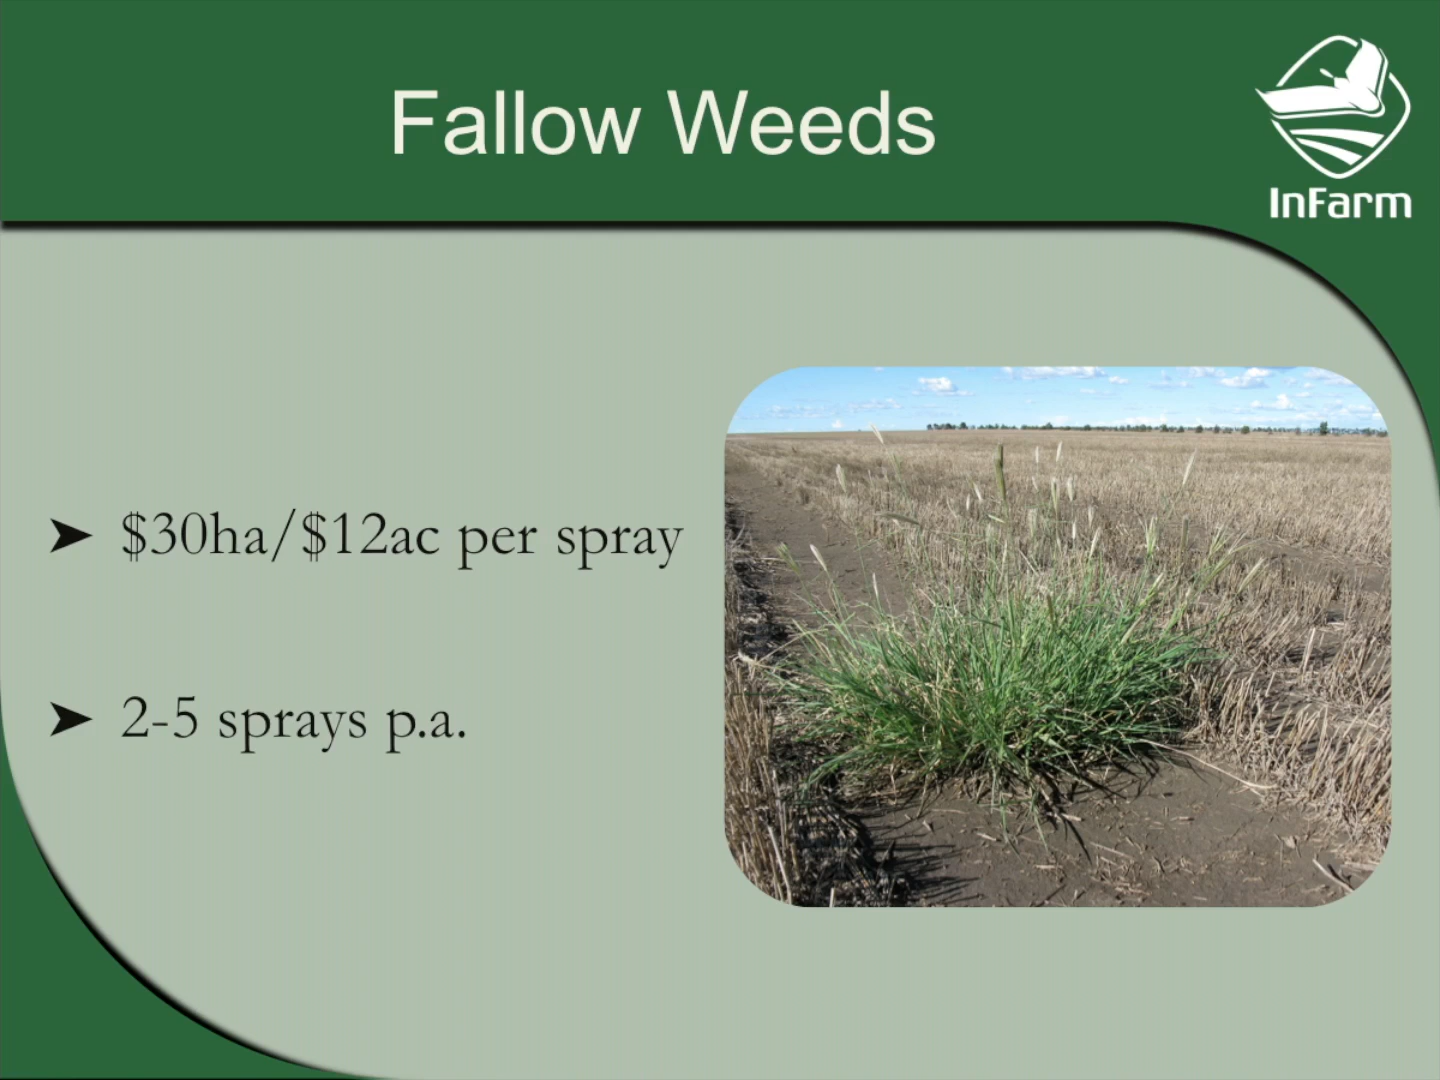 Fallow Weeds
InFarm
➤ $30ha/$12ac per spray
➤ 2-5 sprays p.a.